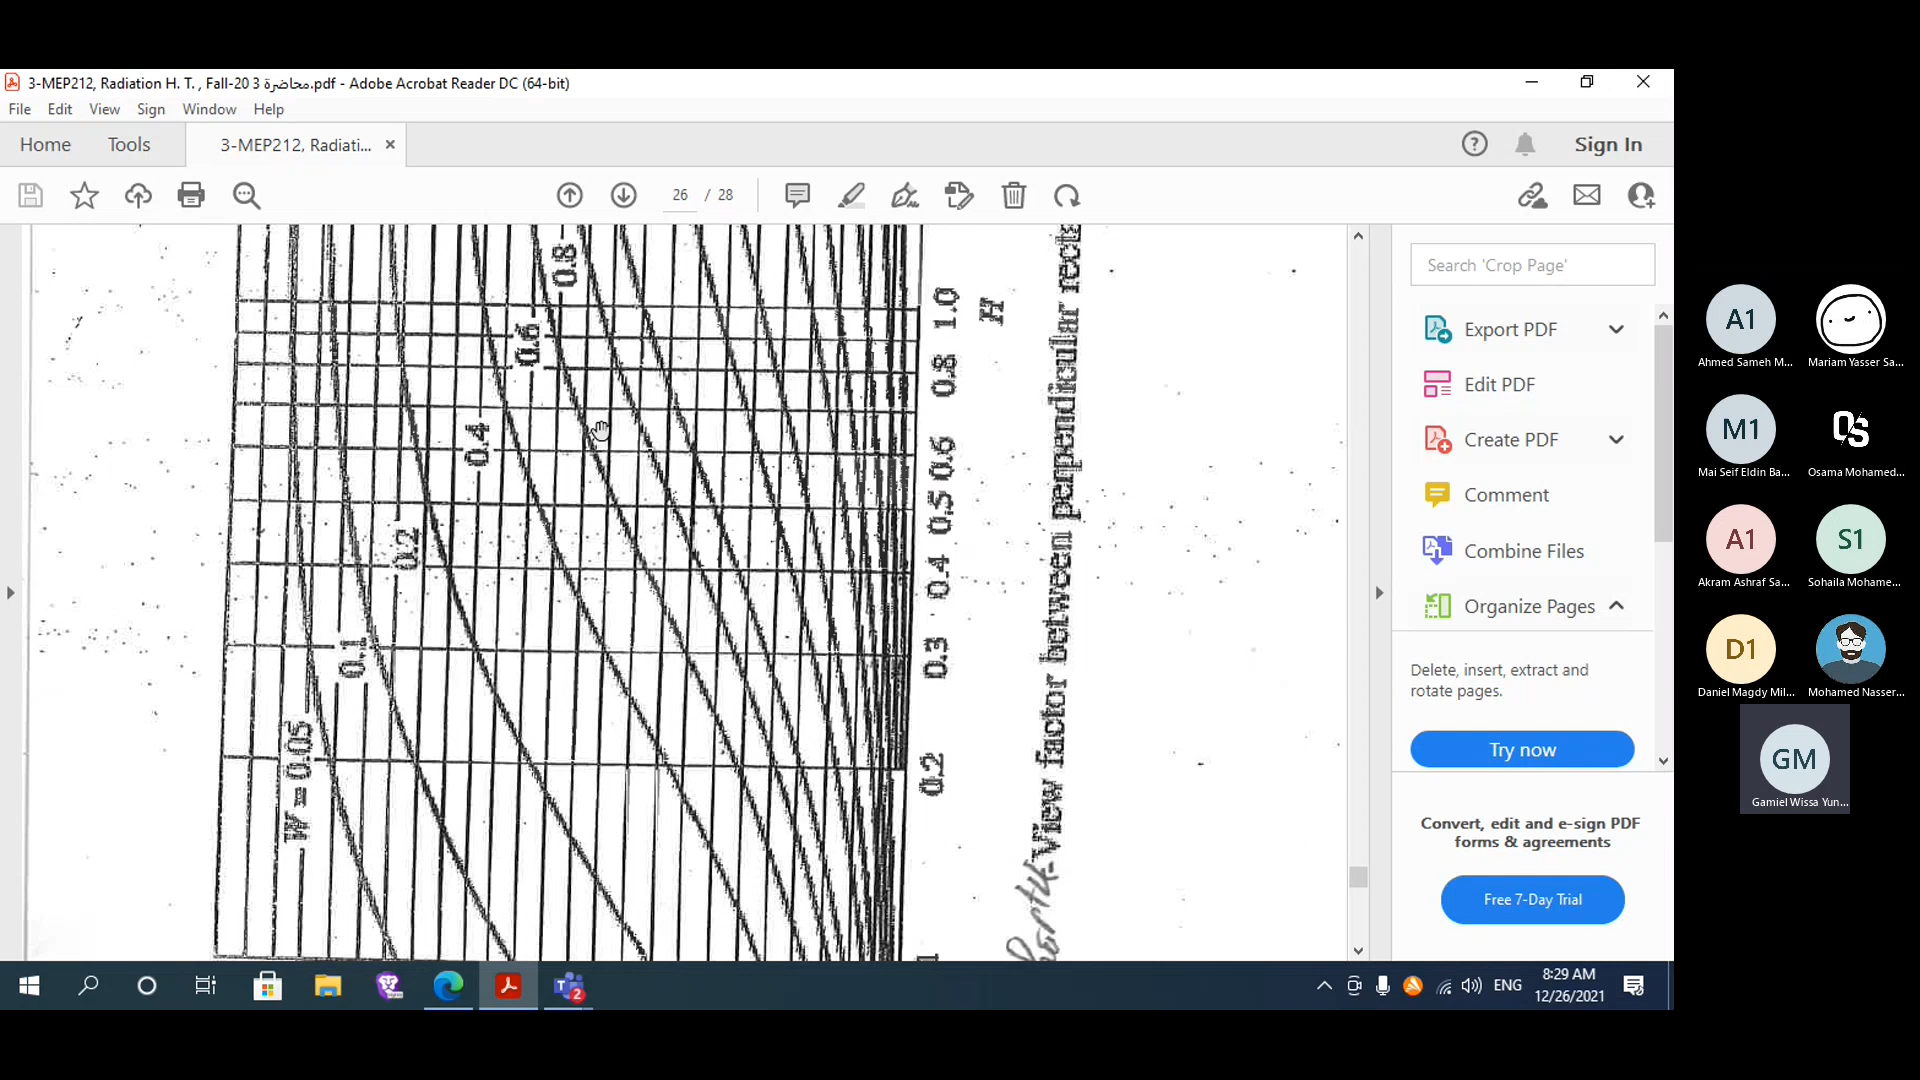 3-MEP212, Radiation H. T. , Fall-20 محاضرة 3.pdf - Adobe Acrobat Reader DC (64-bit)
File Edit View Sign Window Help
Home Tools 3-MEP212, Radiati... Sign In
26 / 28
Search 'Crop Page'
Export PDF
Edit PDF
Create PDF
Comment
Combine Files
Organize Pages
Delete, insert, extract and
rotate pages.
Try now
Convert, edit and e-sign PDF
forms & agreements
Free 7-Day Trial
W = 0.05
0.1
0.2
0.4
0.6
0.8
0.2 0.3 0.4 0.5 0.6 0.8 1.0
H
View factor between perpendicular
A1
Ahmed Sameh M...
Mariam Yasser Sa...
M1
Mai Seif Eldin Ba...
OS
Osama Mohamed...
A1
Akram Ashraf Sa...
S1
Sohaila Mohame...
D1
Daniel Magdy Mil...
Mohamed Nasser...
GM
Gamiel Wissa Yun...
2
ENG
8:29 AM
12/26/2021